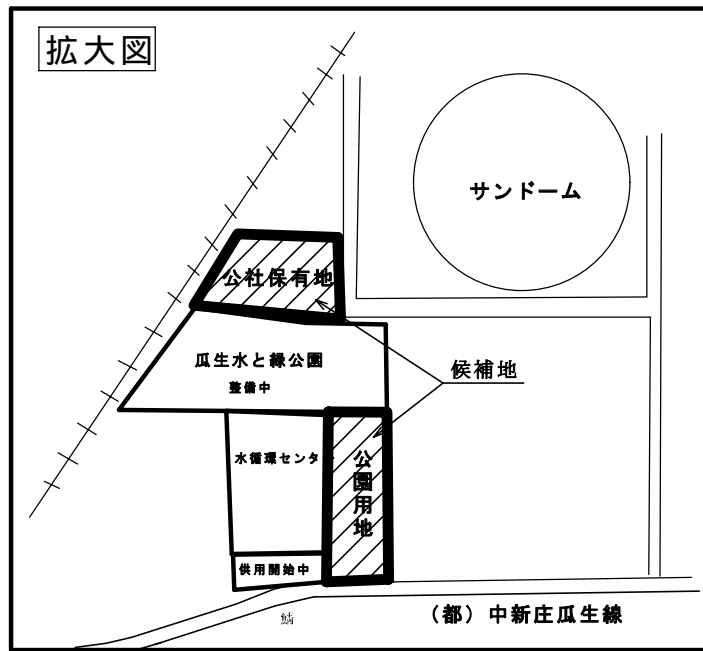 拡大図
サンドーム
公社保有地
瓜生水と緑公園
整備中
候補地
水循環センタ
公園用地
供用開始中
鯖
（都）中新庄瓜生線